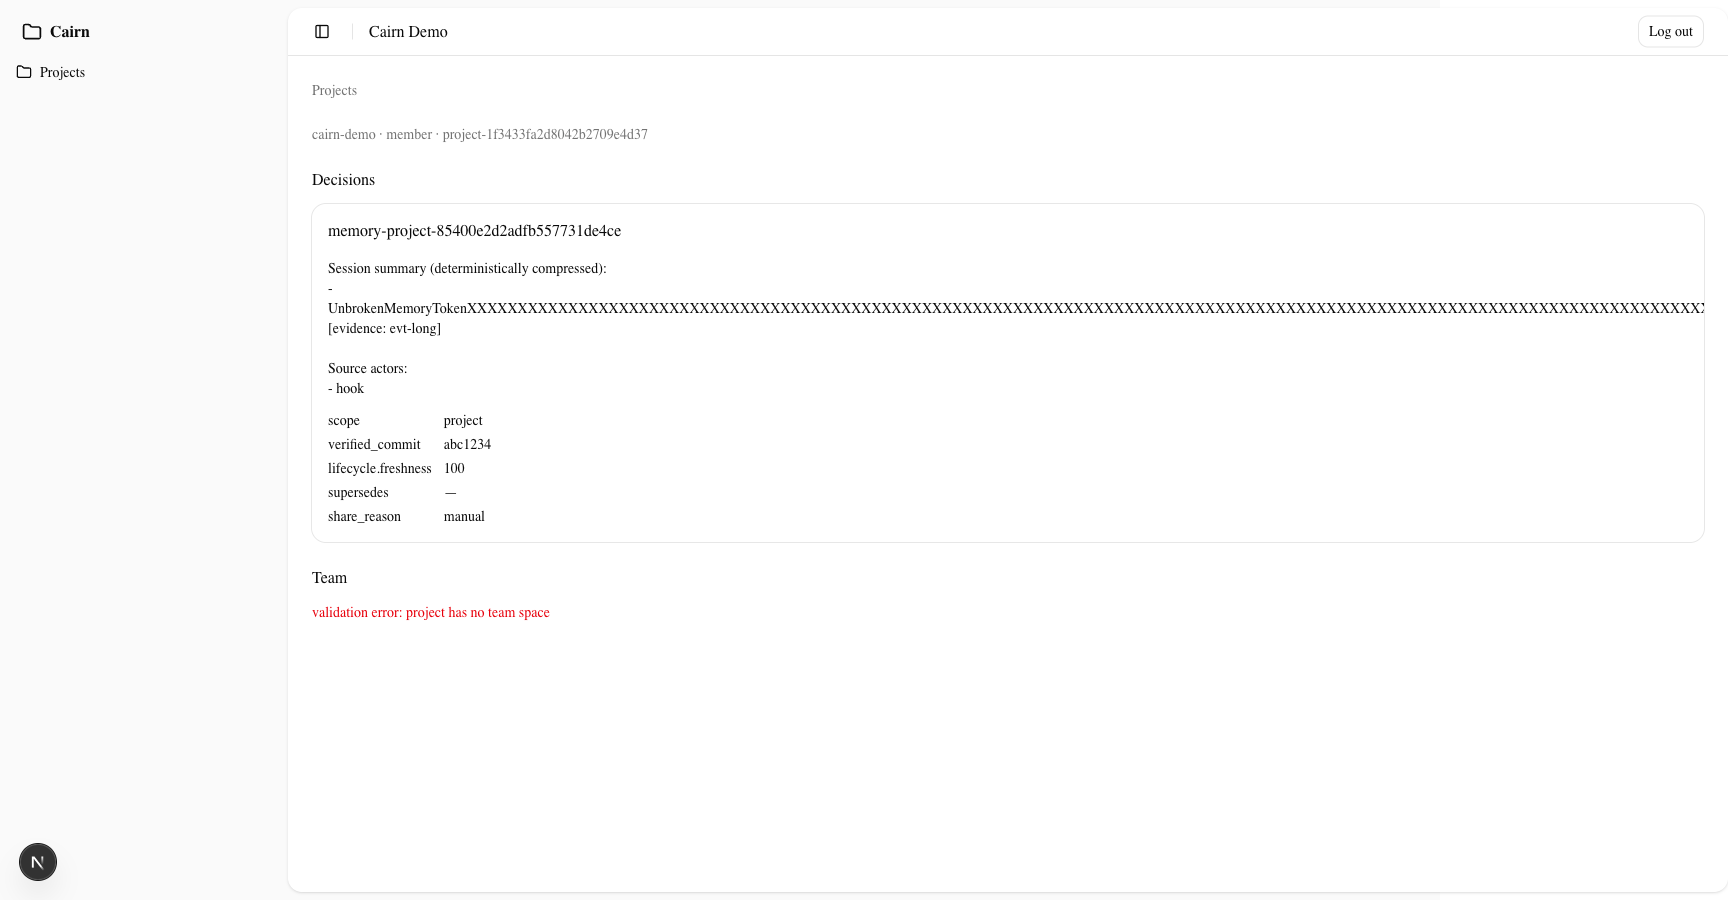 Cairn
Projects
Cairn Demo
Log out
Projects
cairn-demo · member · project-1f3433fa2d8042b2709e4d37
Decisions
memory-project-85400e2d2adfb557731de4ce
Session summary (deterministically compressed):
-
UnbrokenMemoryTokenXXXXXXXXXXXXXXXXXXXXXXXXXXXXXXXXXXXXXXXXXXXXXXXXXXXXXXXXXXXXXXXXXXXXXXXXXXXXXXXXXXXXXXXXXXXXXXXXXXXXXXXXXXXXXXXXXXXXXXXXXXX
[evidence: evt-long]
Source actors:
- hook
scope project
verified_commit abc1234
lifecycle.freshness 100
supersedes —
share_reason manual
Team
validation error: project has no team space
N